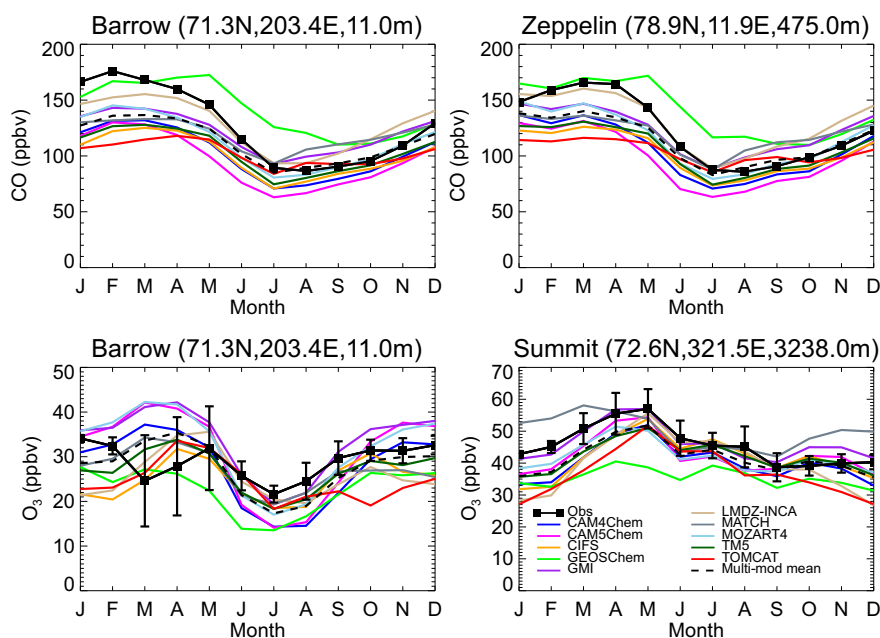 Barrow (71.3N,203.4E,11.0m)
200
150
100
50
0
CO (ppbv)
J F M A M J J A S O N D
Month
Zeppelin (78.9N,11.9E,475.0m)
200
150
100
50
0
CO (ppbv)
J F M A M J J A S O N D
Month
Barrow (71.3N,203.4E,11.0m)
50
40
30
20
10
0
O₃ (ppbv)
J F M A M J J A S O N D
Month
Summit (72.6N,321.5E,3238.0m)
70
60
50
40
30
20
10
0
O₃ (ppbv)
Obs
CAM4Chem
CAM5Chem
CIFS
GEOSChem
GMI
LMDZ-INCA
MATCH
MOZART4
TM5
TOMCAT
Multi-mod mean
J F M A M J J A S O N D
Month